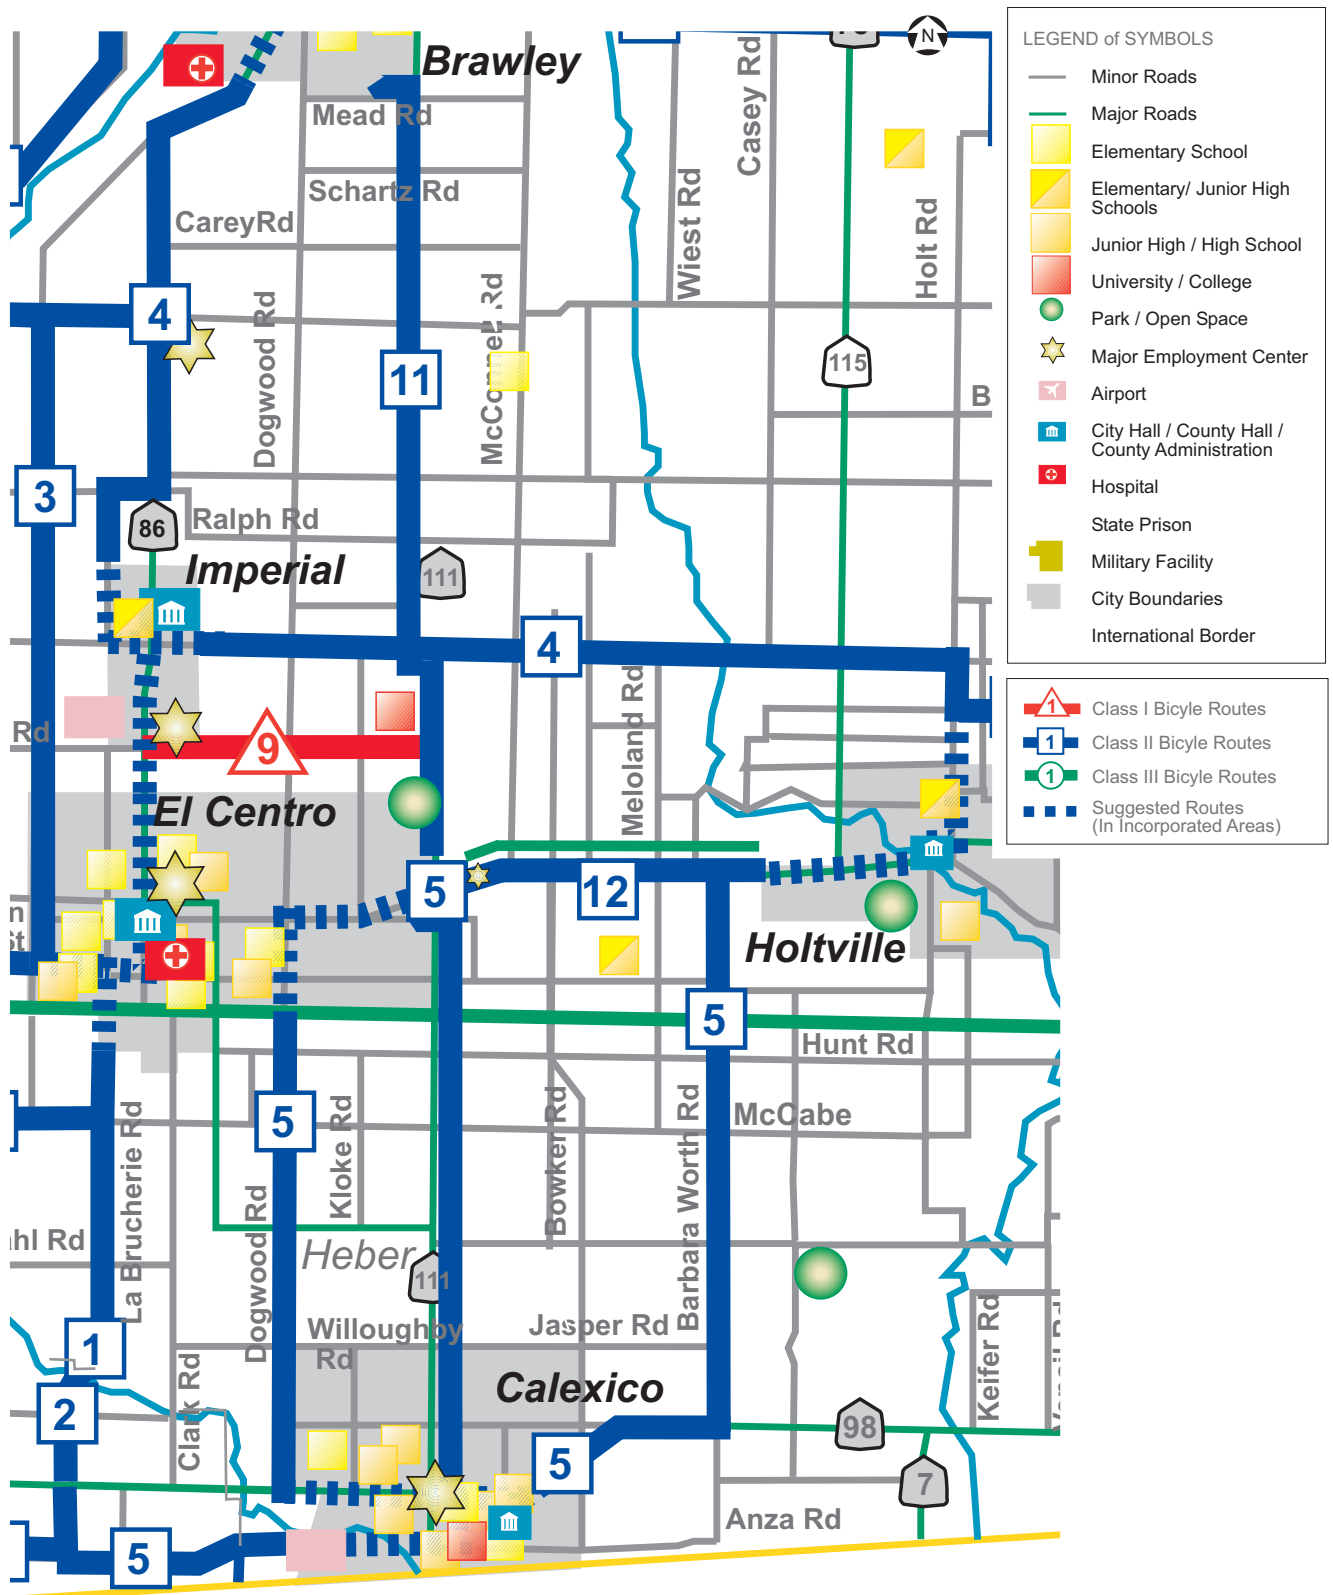 Brawley
N
Mead Rd
Casey Rd
Schartz Rd
Wiest Rd
CareyRd
Holt Rd
4
Dogwood Rd
11
McConnell Rd
115
B
3
86
Ralph Rd
Imperial
111
4
Rd
9
Meloland Rd
El Centro
5
12
n
St
Holtville
5
Hunt Rd
5
McCabe
La Brucherie Rd
Kloke Rd
Bowker Rd
Barbara Worth Rd
ahl Rd
Dogwood Rd
Heber
111
Willoughby
Rd
Jasper Rd
Keifer Rd
1
Clark Rd
Calexico
2
98
5
7
Anza Rd
5
LEGEND of SYMBOLS
Minor Roads
Major Roads
Elementary School
Elementary/ Junior High
Schools
Junior High / High School
University / College
Park / Open Space
Major Employment Center
Airport
City Hall / County Hall /
County Administration
Hospital
State Prison
Military Facility
City Boundaries
International Border
1 Class I Bicyle Routes
1 Class II Bicyle Routes
1 Class III Bicyle Routes
Suggested Routes
(In Incorporated Areas)